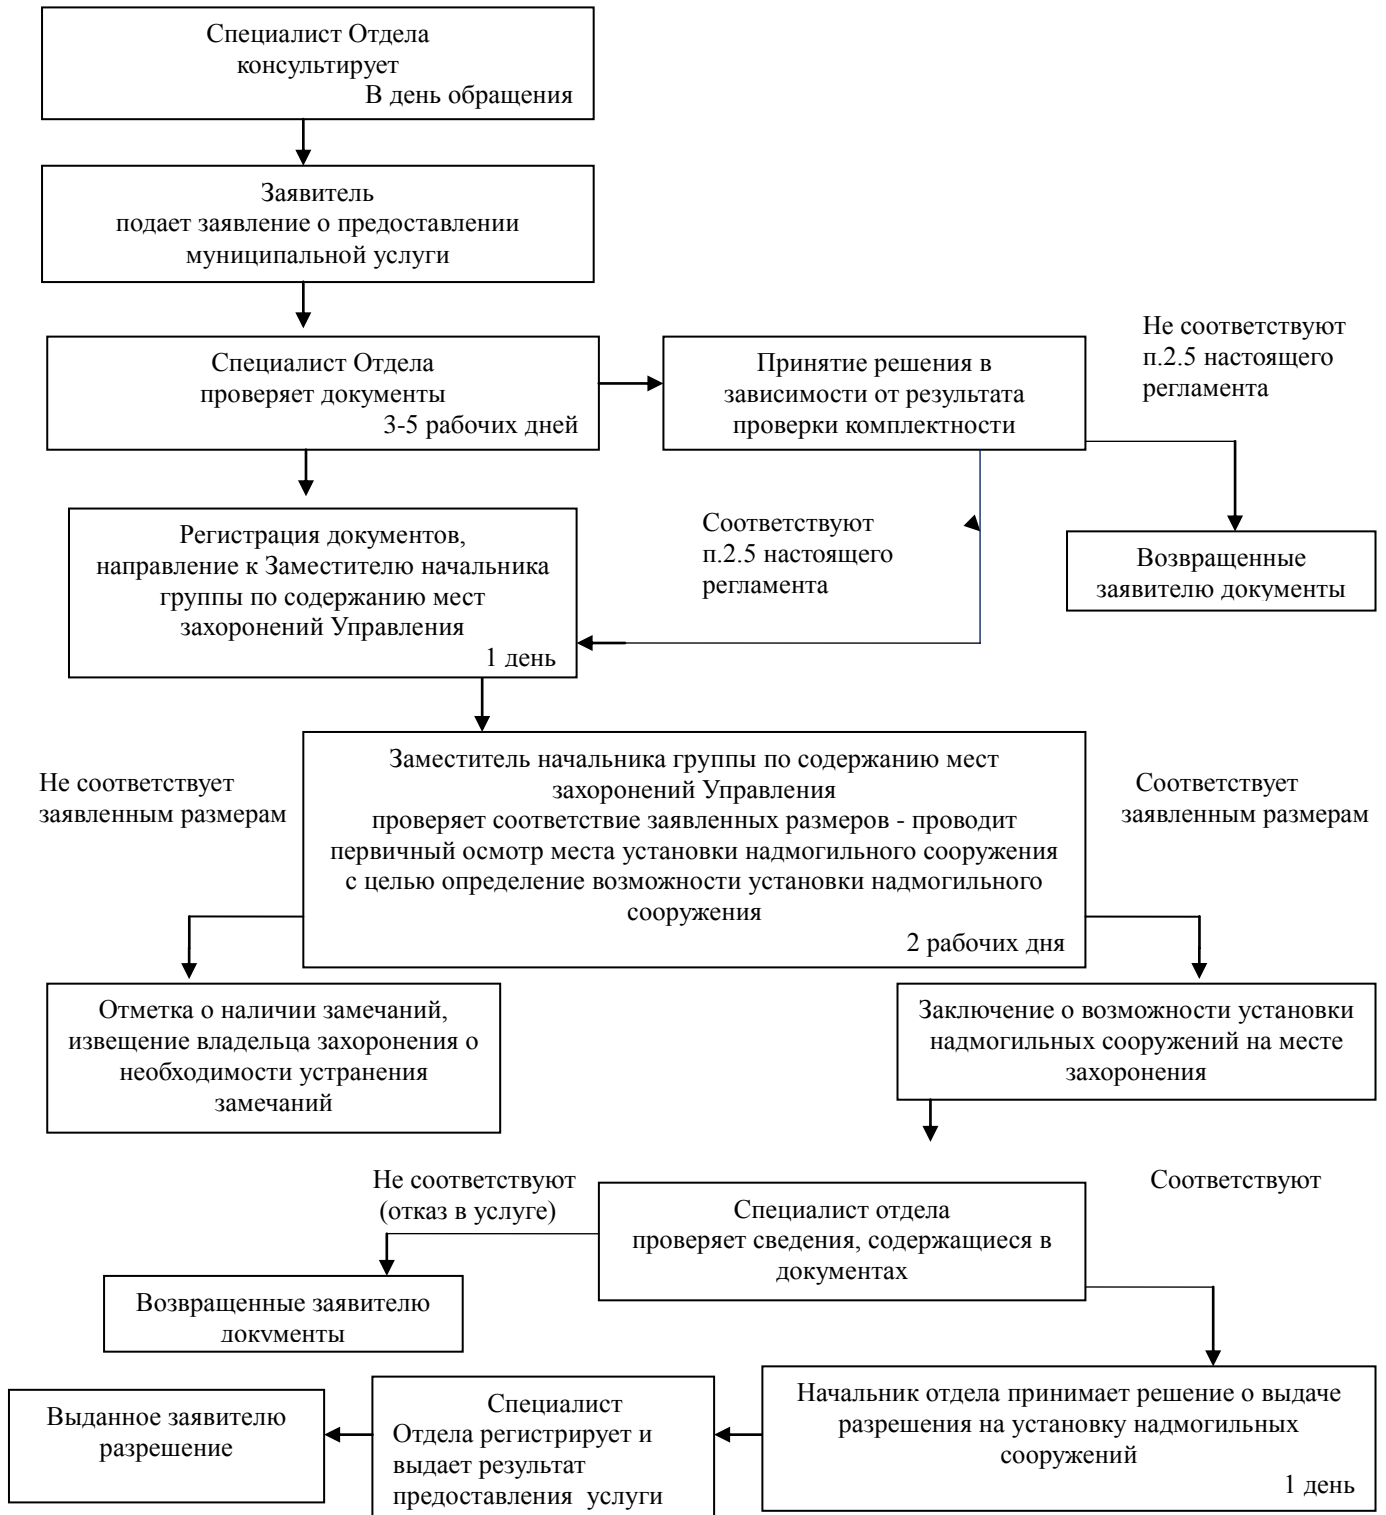 Специалист Отдела
консультирует
В день обращения
Заявитель
подает заявление о предоставлении
муниципальной услуги
Специалист Отдела
проверяет документы
3-5 рабочих дней
Принятие решения в
зависимости от результата
проверки комплектности
Не соответствуют
п.2.5 настоящего
регламента
Регистрация документов,
направление к Заместителю начальника
группы по содержанию мест
захоронений Управления
1 день
Соответствуют
п.2.5 настоящего
регламента
Возвращенные
заявителю документы
Не соответствует
заявленным размерам
Заместитель начальника группы по содержанию мест
захоронений Управления
проверяет соответствие заявленных размеров - проводит
первичный осмотр места установки надмогильного сооружения
с целью определение возможности установки надмогильного
сооружения
2 рабочих дня
Соответствует
заявленным размерам
Отметка о наличии замечаний,
извещение владельца захоронения о
необходимости устранения
замечаний
Заключение о возможности установки
надмогильных сооружений на месте
захоронения
Не соответствуют
(отказ в услуге)
Специалист отдела
проверяет сведения, содержащиеся в
документах
Соответствуют
Возвращенные заявителю
документы
Выданное заявителю
разрешение
Специалист
Отдела регистрирует и
выдает результат
предоставления услуги
Начальник отдела принимает решение о выдаче
разрешения на установку надмогильных
сооружений
1 день